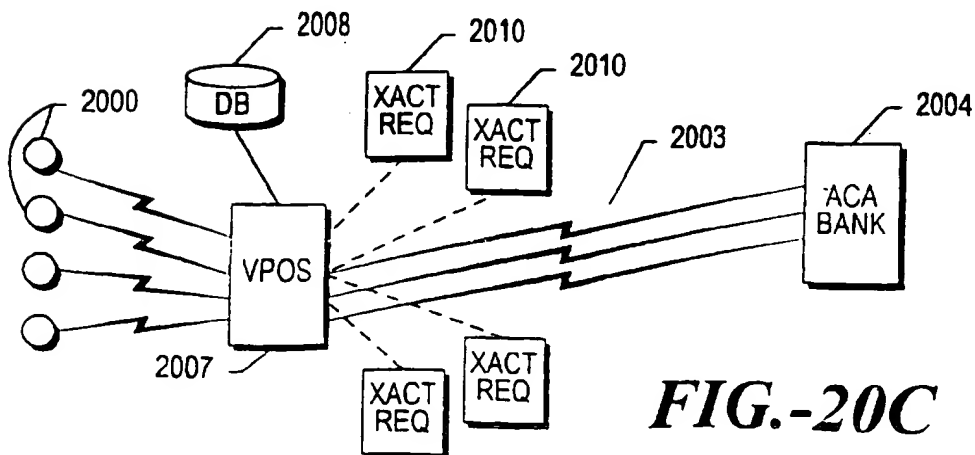 2008
2010
2010
2000
DB
XACT
REQ
XACT
REQ
2004
2003
VPOS
ACA
BANK
2007
XACT
REQ
XACT
REQ
FIG.-20C